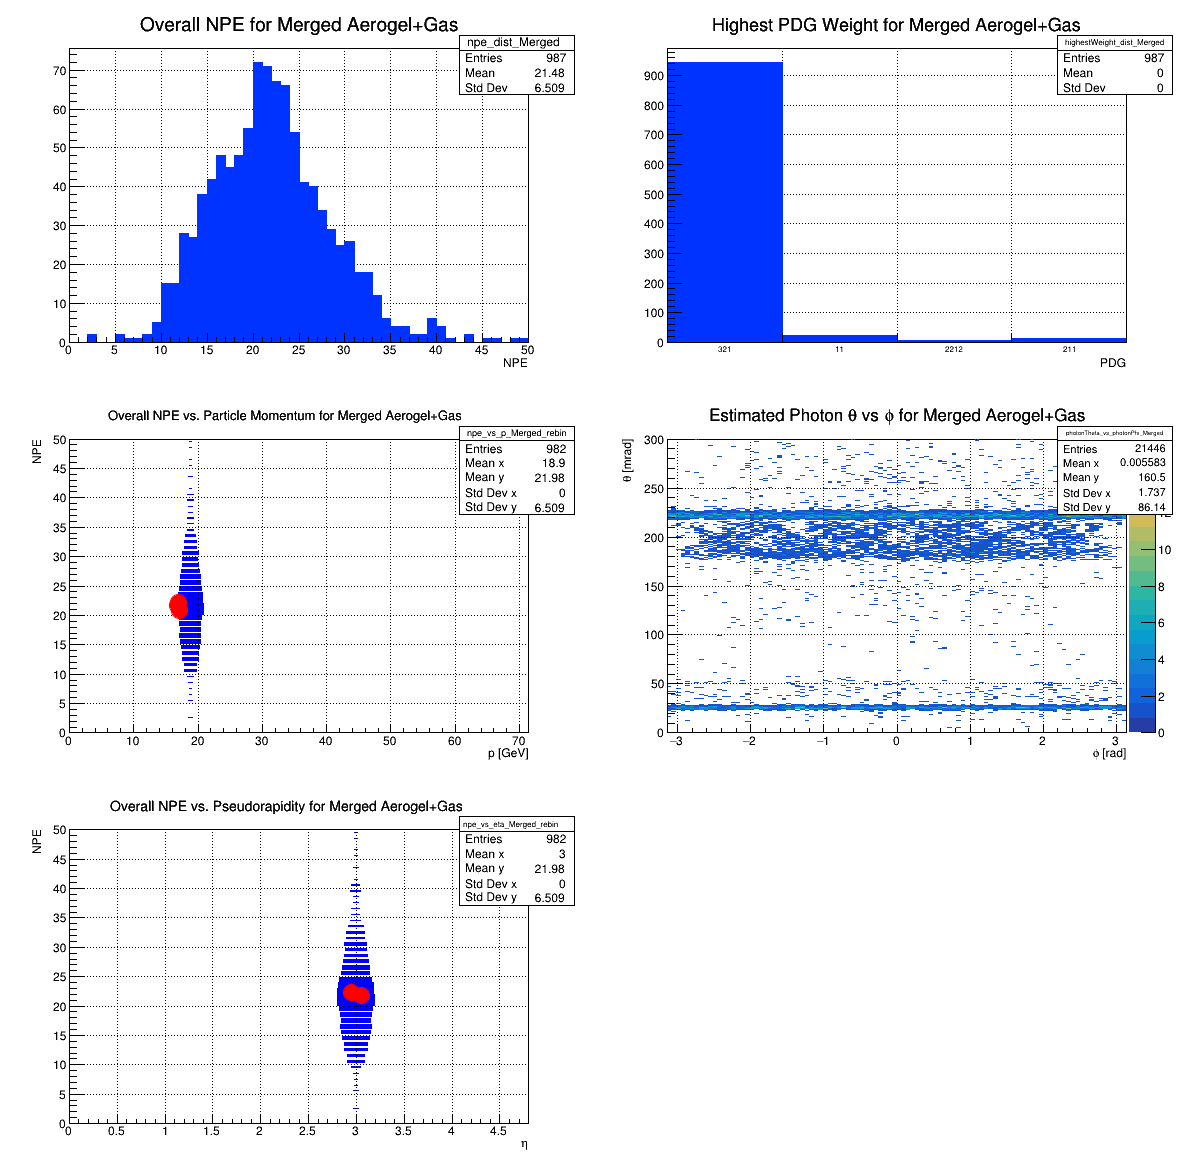 Overall NPE for Merged Aerogel+Gas
npe_dist_Merged
Entries 987
Mean 21.48
Std Dev 6.509
70
60
50
40
30
20
10
0
0 5 10 15 20 25 30 35 40 45 50
NPE
Highest PDG Weight for Merged Aerogel+Gas
highestWeight_dist_Merged
Entries 987
Mean 0
Std Dev 0
900
800
700
600
500
400
300
200
100
0
321 11 2212 211
PDG
Overall NPE vs. Particle Momentum for Merged Aerogel+Gas
NPE
npe_vs_p_Merged_rebin
Entries 982
Mean x 18.9
Mean y 21.98
Std Dev x 0
Std Dev y 6.509
50
45
40
35
30
25
20
15
10
5
0
0 10 20 30 40 50 60 70
p [GeV]
Estimated Photon θ vs ϕ for Merged Aerogel+Gas
θ [mrad]
photonTheta_vs_photonPhi_Merged
Entries 21446
Mean x 0.005583
Mean y 160.5
Std Dev x 1.737
Std Dev y 86.14
300
250
200
150
100
50
0
−3 −2 −1 0 1 2 3
ϕ [rad]
12
10
8
6
4
2
0
Overall NPE vs. Pseudorapidity for Merged Aerogel+Gas
NPE
npe_vs_eta_Merged_rebin
Entries 982
Mean x 3
Mean y 21.98
Std Dev x 0
Std Dev y 6.509
50
45
40
35
30
25
20
15
10
5
0
0 0.5 1 1.5 2 2.5 3 3.5 4 4.5
η